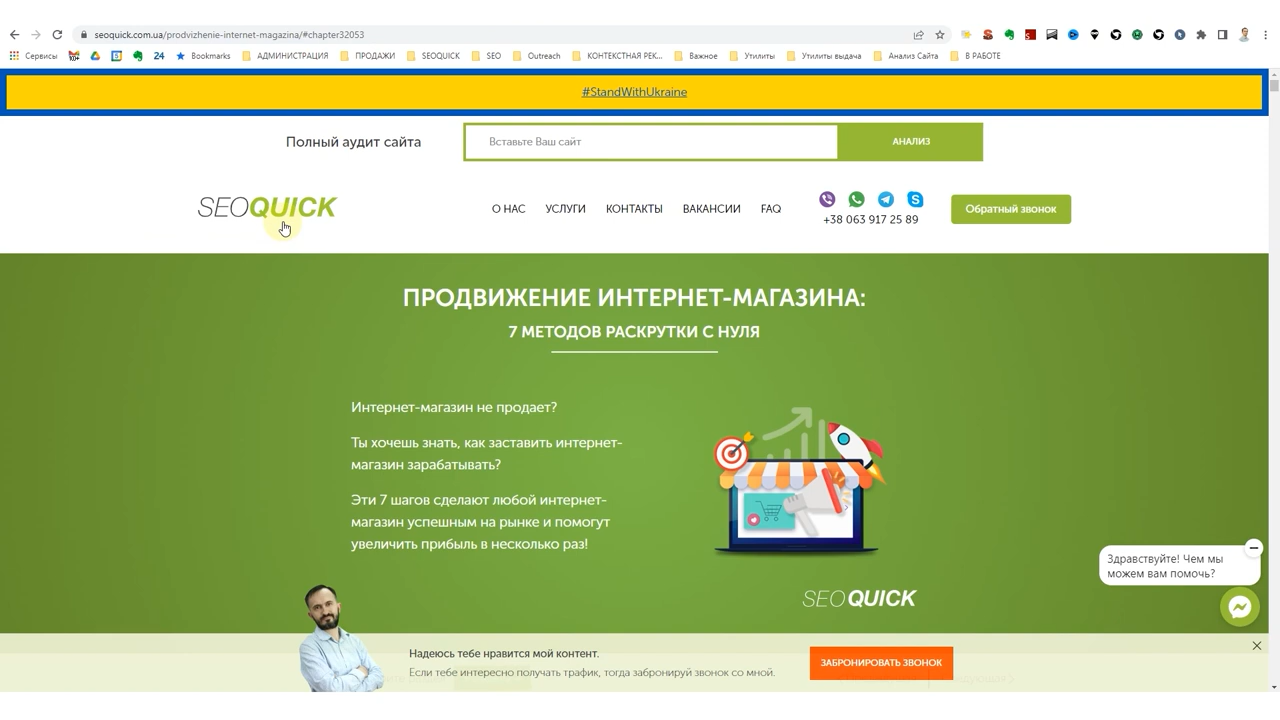 seoquick.com.ua/prodvizhenie-internet-magazina/#chapter32053
Сервисы 24 Bookmarks АДМИНИСТРАЦИЯ ПРОДАЖИ SEOQUICK SEO Outreach КОНТЕКСТНАЯ РЕК... Важное Утилиты Утилиты выдача Анализ Сайта В РАБОТЕ
#StandWithUkraine
Полный аудит сайта Вставьте Ваш сайт АНАЛИЗ
SEOQUICK О НАС УСЛУГИ КОНТАКТЫ ВАКАНСИИ FAQ Обратный звонок
+38 063 917 25 89
ПРОДВИЖЕНИЕ ИНТЕРНЕТ-МАГАЗИНА:
7 МЕТОДОВ РАСКРУТКИ С НУЛЯ
Интернет-магазин не продает?
Ты хочешь знать, как заставить интернет-
магазин зарабатывать?
Эти 7 шагов сделают любой интернет-
магазин успешным на рынке и помогут
увеличить прибыль в несколько раз!
Здравствуйте! Чем мы
можем вам помочь?
SEOQUICK
Надеюсь тебе нравится мой контент.
Если тебе интересно получать трафик, тогда забронируй звонок со мной.
ЗАБРОНИРОВАТЬ ЗВОНОК